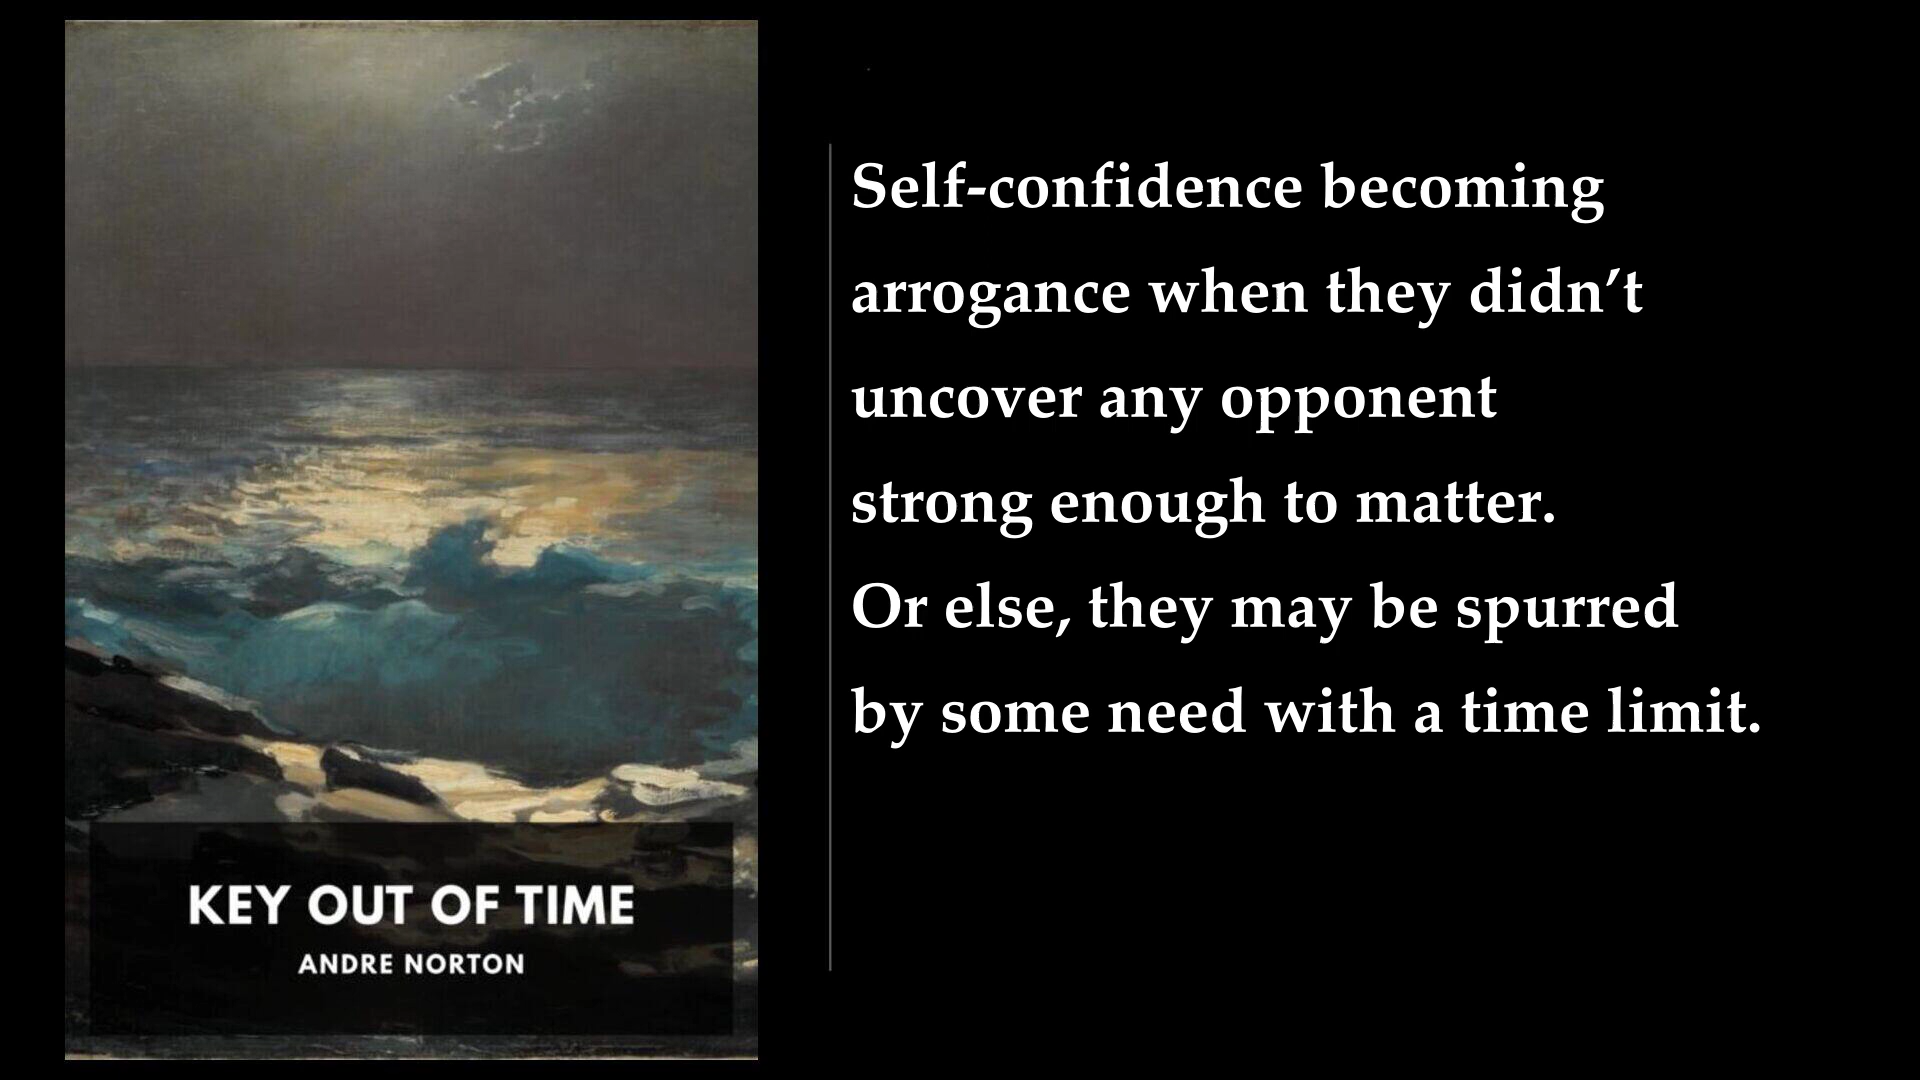 Self-confidence becoming
arrogance when they didn’t
uncover any opponent
strong enough to matter.
Or else, they may be spurred
by some need with a time limit.
KEY OUT OF TIME
ANDRE NORTON